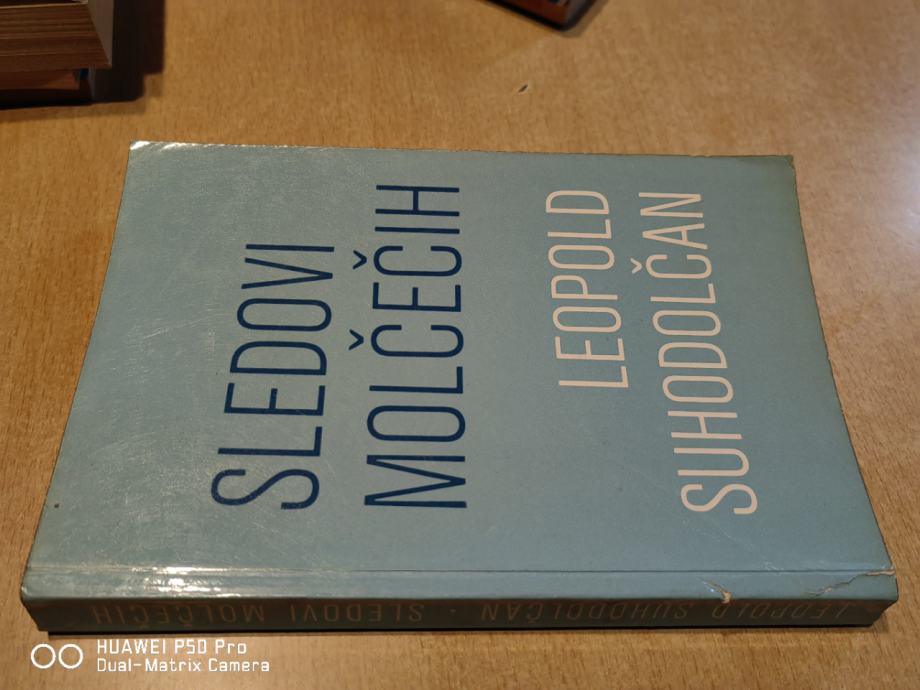 SLEDOVI
MOLČEČIH
LEOPOLD
SUHODOLČAN
LEOPOLD SUHODOLČAN · SLEDOVI MOLČEČIH
HUAWEI P50 Pro
Dual-Matrix Camera